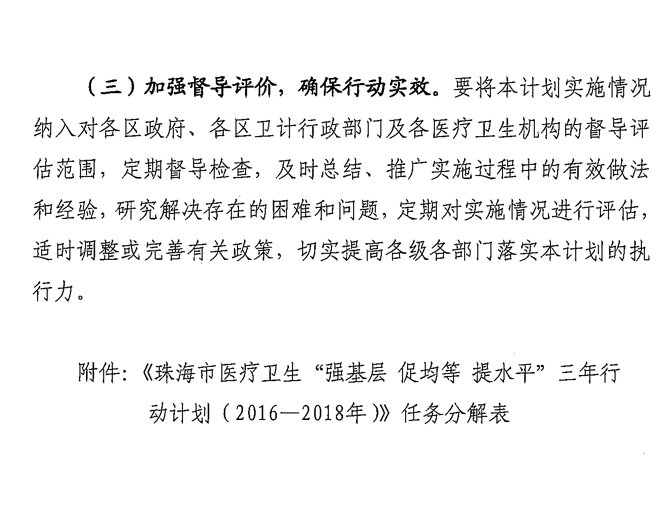 （三）加强督导评价，确保行动实效。要将本计划实施情况
纳入对各区政府、各区卫计行政部门及各医疗卫生机构的督导评
估范围，定期督导检查，及时总结、推广实施过程中的有效做法
和经验，研究解决存在的困难和问题，定期对实施情况进行评估，
适时调整或完善有关政策，切实提高各级各部门落实本计划的执
行力。
附件：《珠海市医疗卫生“强基层 促均等 提水平”三年行
动计划（2016—2018年）》任务分解表